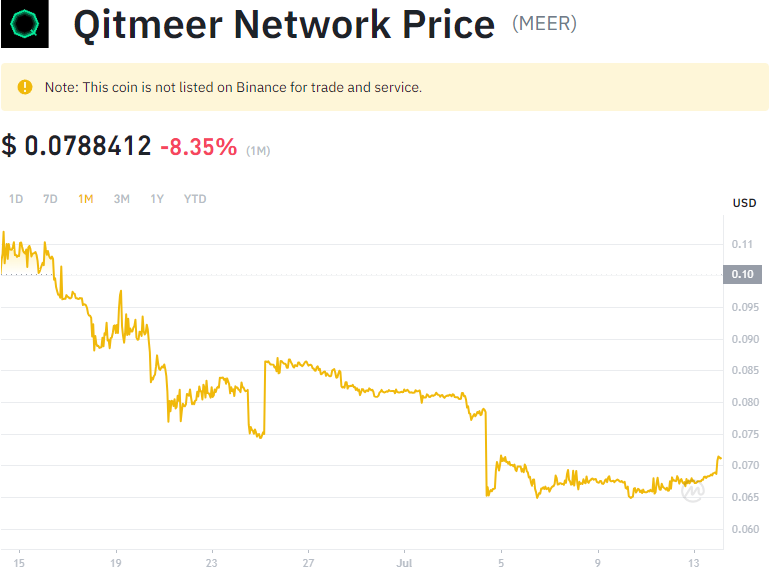 Qitmeer Network Price (MEER)
Note: This coin is not listed on Binance for trade and service.
$ 0.0788412 -8.35% (1M)
1D 7D 1M 3M 1Y YTD
USD
0.11
0.10
0.095
0.090
0.085
0.080
0.075
0.070
0.065
0.060
15 19 23 27 Jul 5 9 13